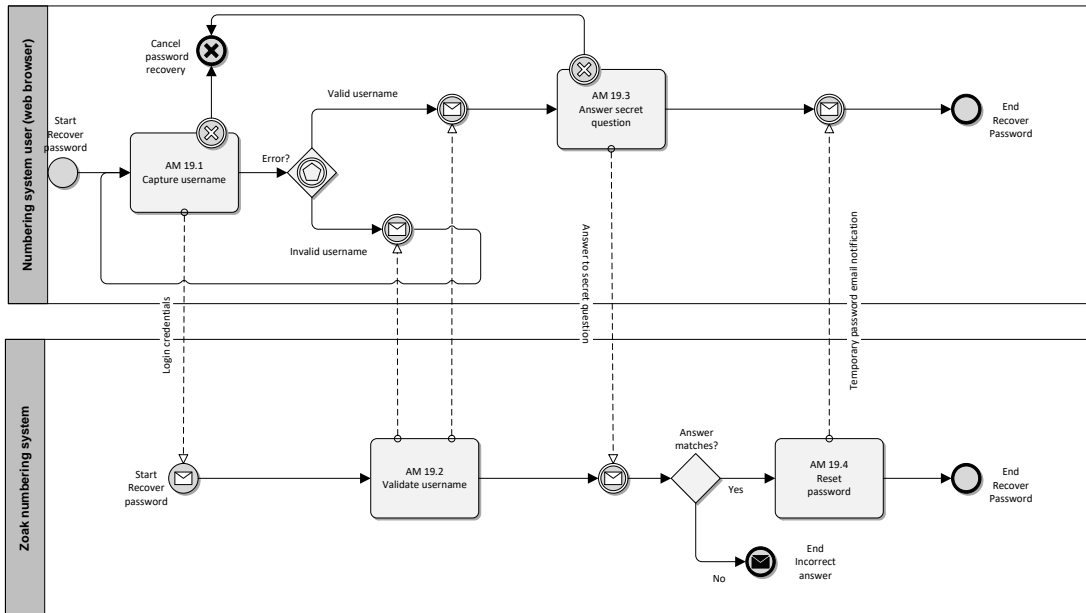 Numbering system user (web browser)
Cancel
password
recovery
Start
Recover
password
AM 19.1
Capture username
Error?
Valid username
Invalid username
AM 19.3
Answer secret
question
End
Recover
Password
Login credentials
Answer to secret question
Temporary password email notification
Zoak numbering system
Start
Recover
password
AM 19.2
Validate username
Answer
matches?
Yes
No
AM 19.4
Reset
password
End
Recover
Password
End
Incorrect
answer